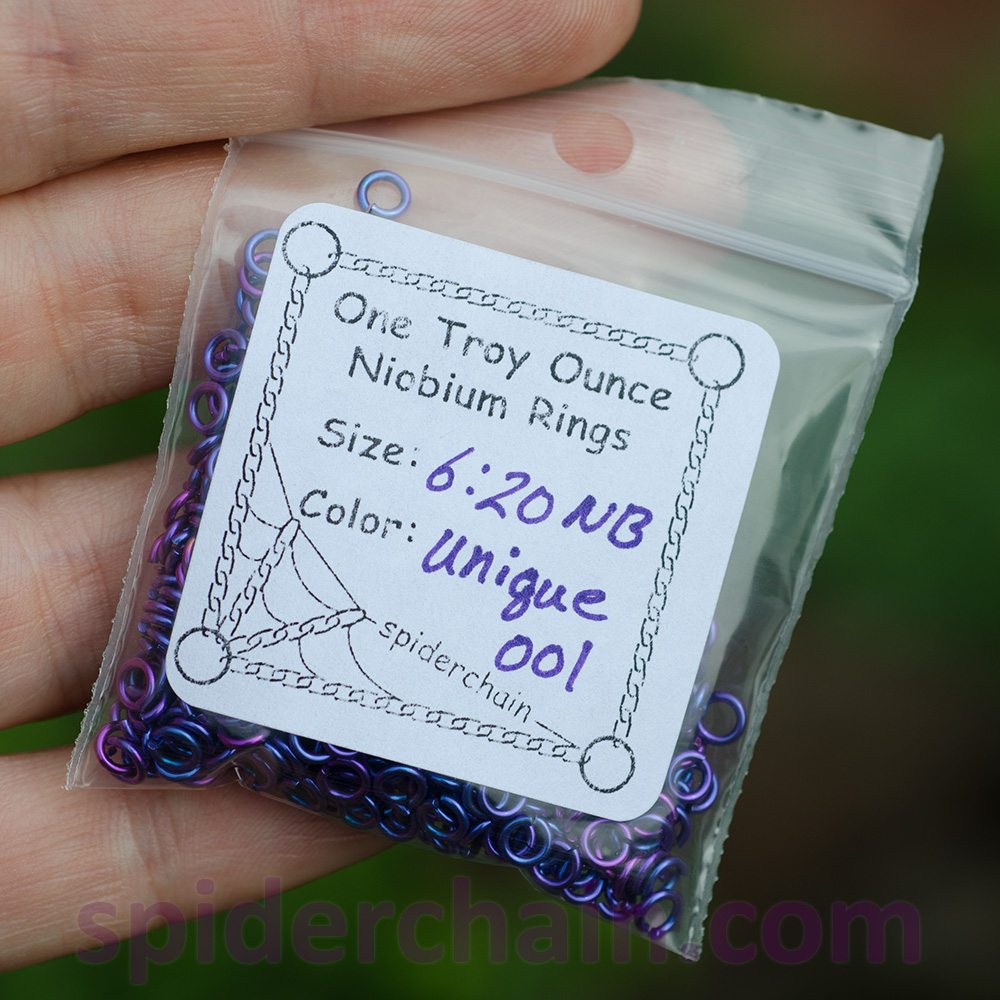 One Troy Ounce
Niobium Rings
Size: 6:20 NB
Color: Unique
001
spiderchain
spiderchain.com